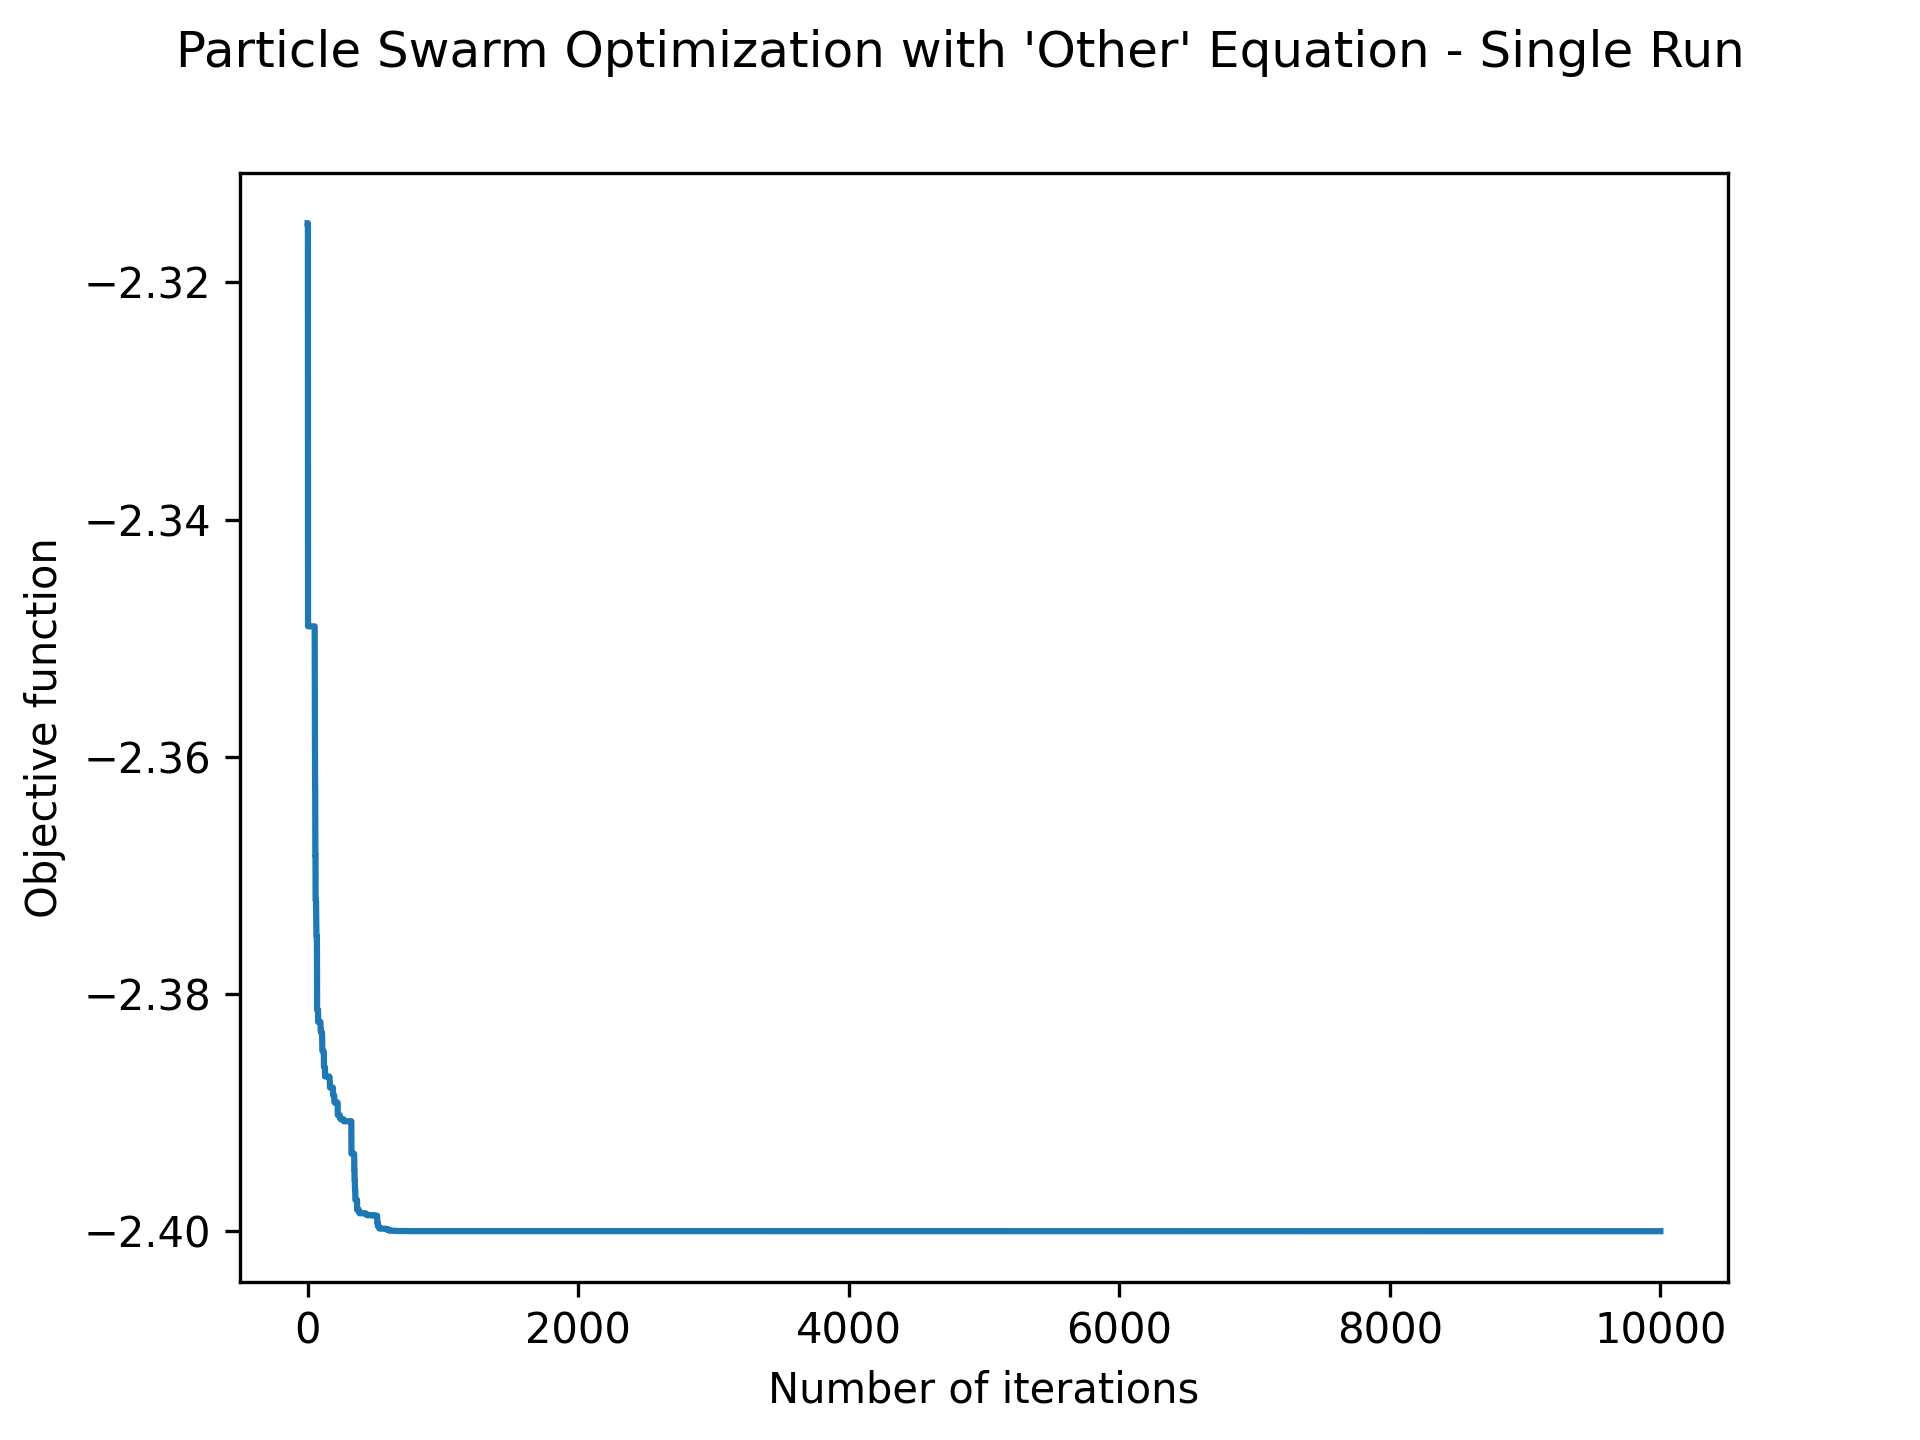 Particle Swarm Optimization with 'Other' Equation - Single Run
−2.32
−2.34
−2.36
−2.38
−2.40
Objective function
0 2000 4000 6000 8000 10000
Number of iterations